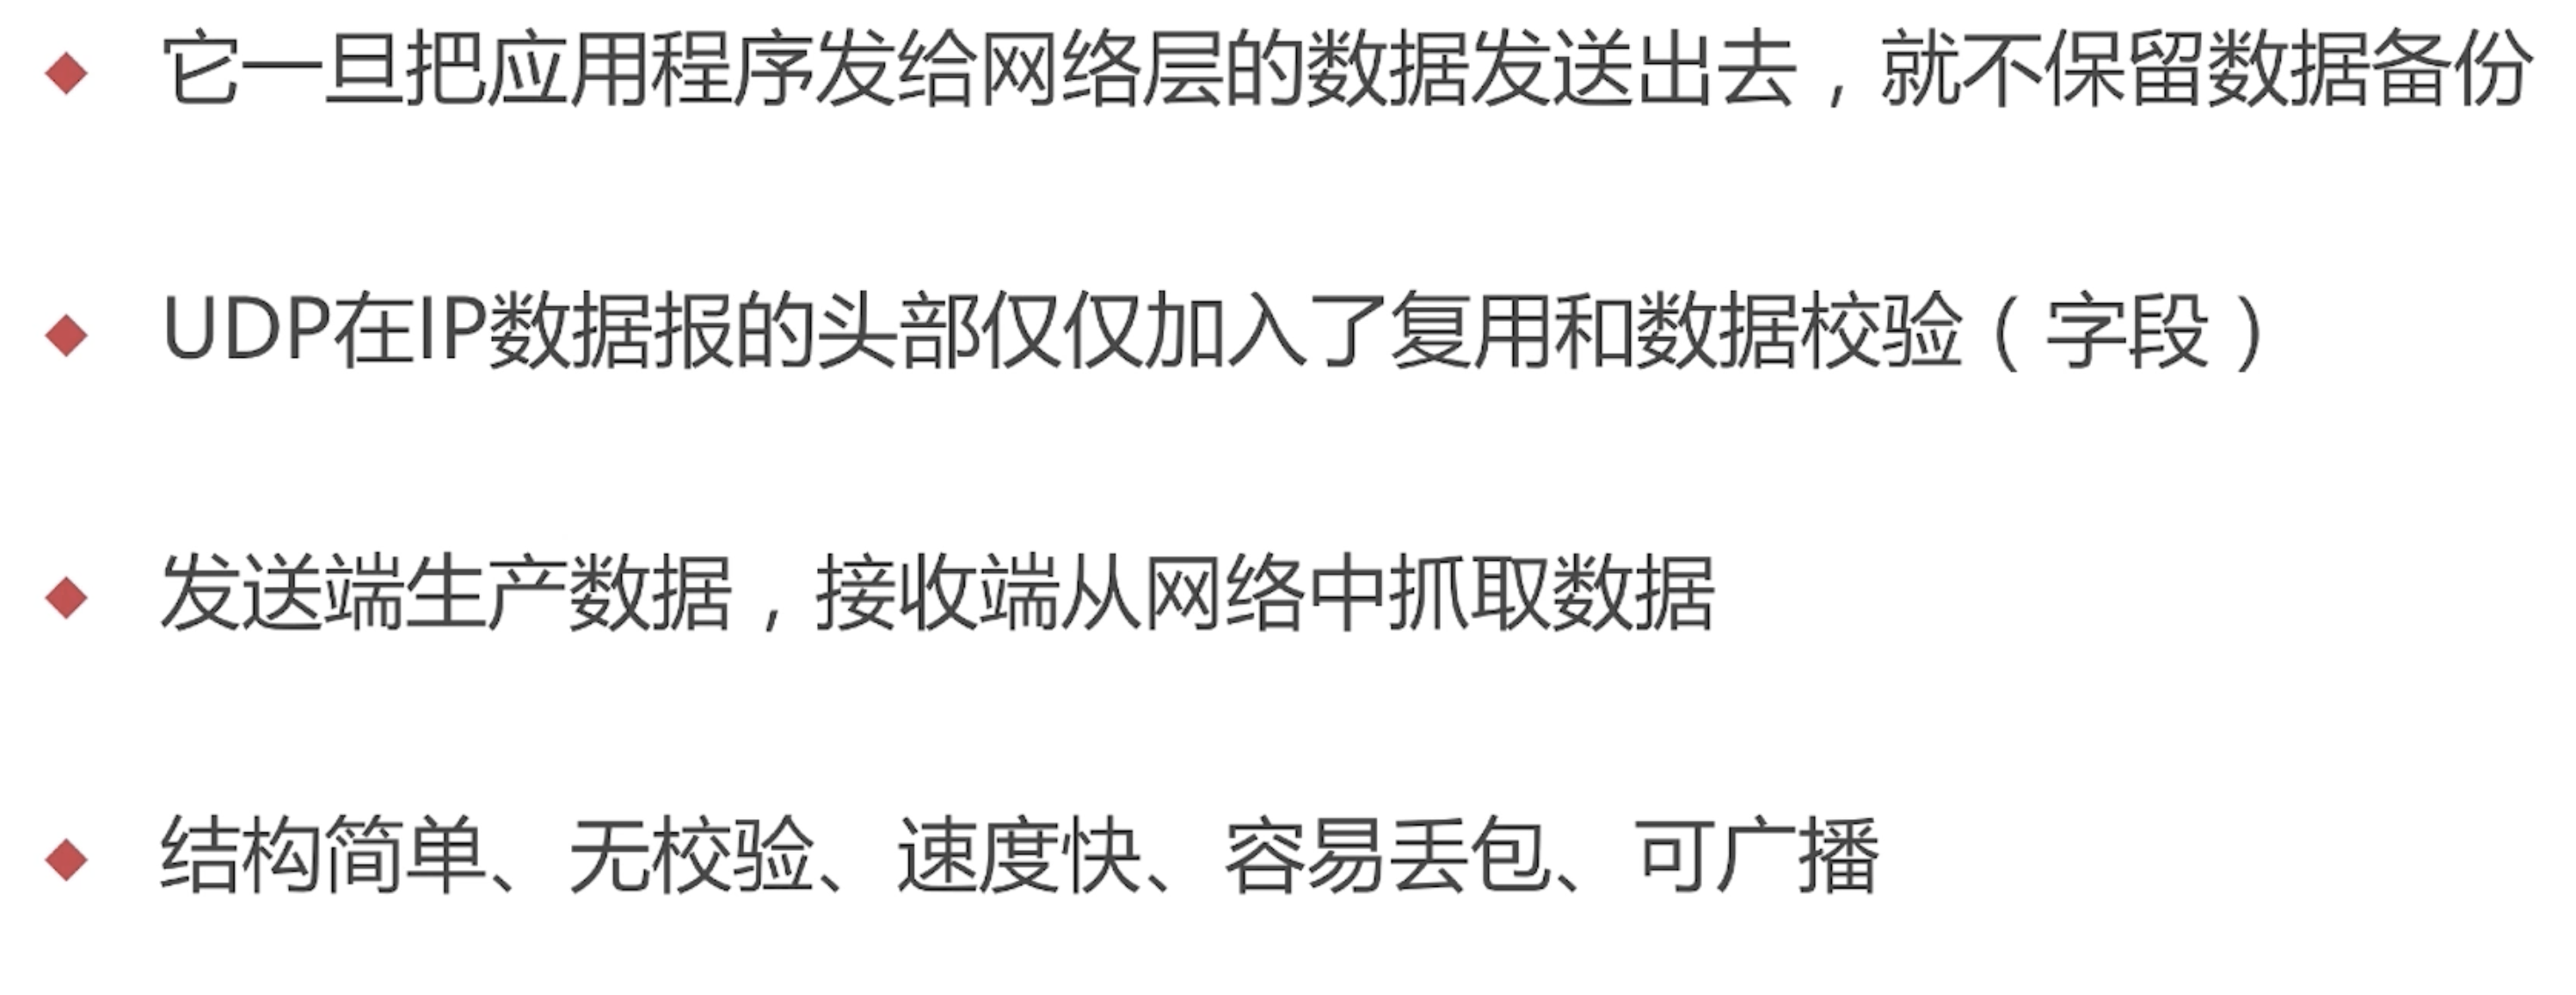 它一旦把应用程序发给网络层的数据发送出去，就不保留数据备份
UDP在IP数据报的头部仅仅加入了复用和数据校验（字段）
发送端生产数据，接收端从网络中抓取数据
结构简单、无校验、速度快、容易丢包、可广播